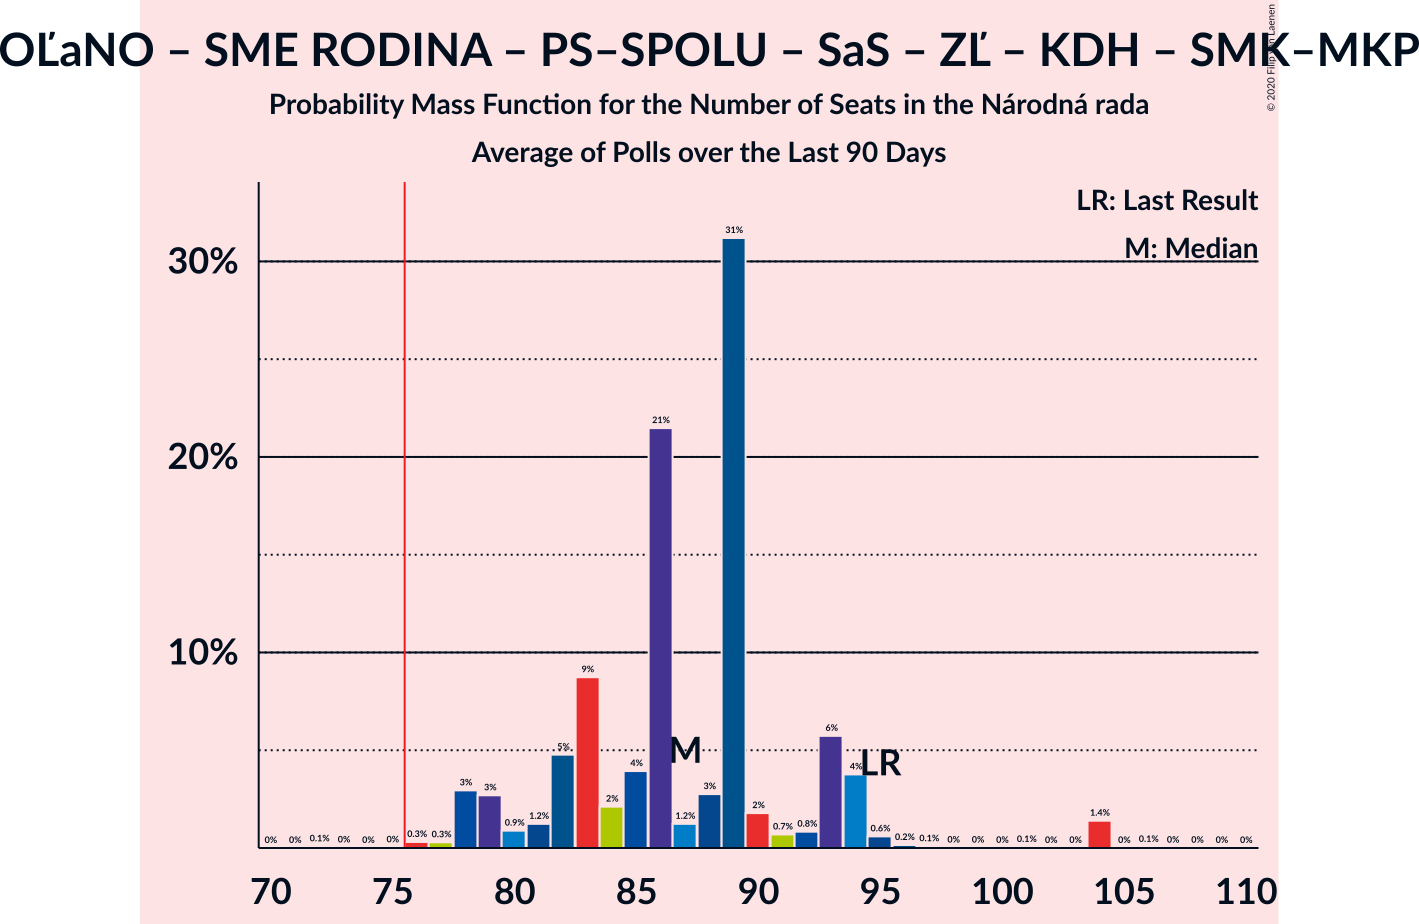 OĽaNO – SME RODINA – PS–SPOLU – SaS – ZĽ – KDH – SMK–MKP
Probability Mass Function for the Number of Seats in the Národná rada
Average of Polls over the Last 90 Days
© 2020 Filip van Laenen
LR: Last Result
M: Median
30%
20%
10%
0% 0% 0.1% 0% 0% 0% 0.3% 0.3% 3% 3% 0.9% 1.2% 5% 9% 2% 4% 21% 1.2% 3% 31% 2% 0.7% 0.8% 6% 4% 0.6% 0.2% 0.1% 0% 0% 0% 0.1% 0% 0% 1.4% 0% 0.1% 0% 0% 0% 0%
M
LR
70 75 80 85 90 95 100 105 110